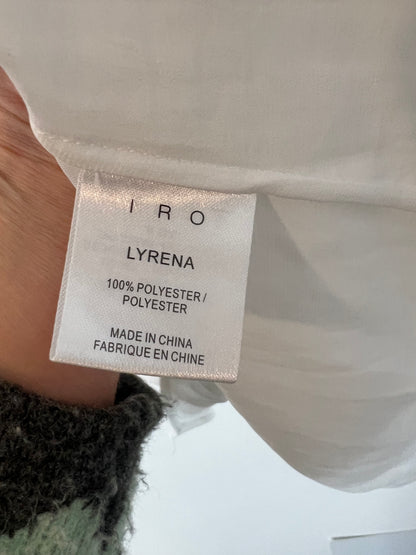 IRO
LYRENA
100% POLYESTER /
POLYESTER
MADE IN CHINA
FABRIQUE EN CHINE